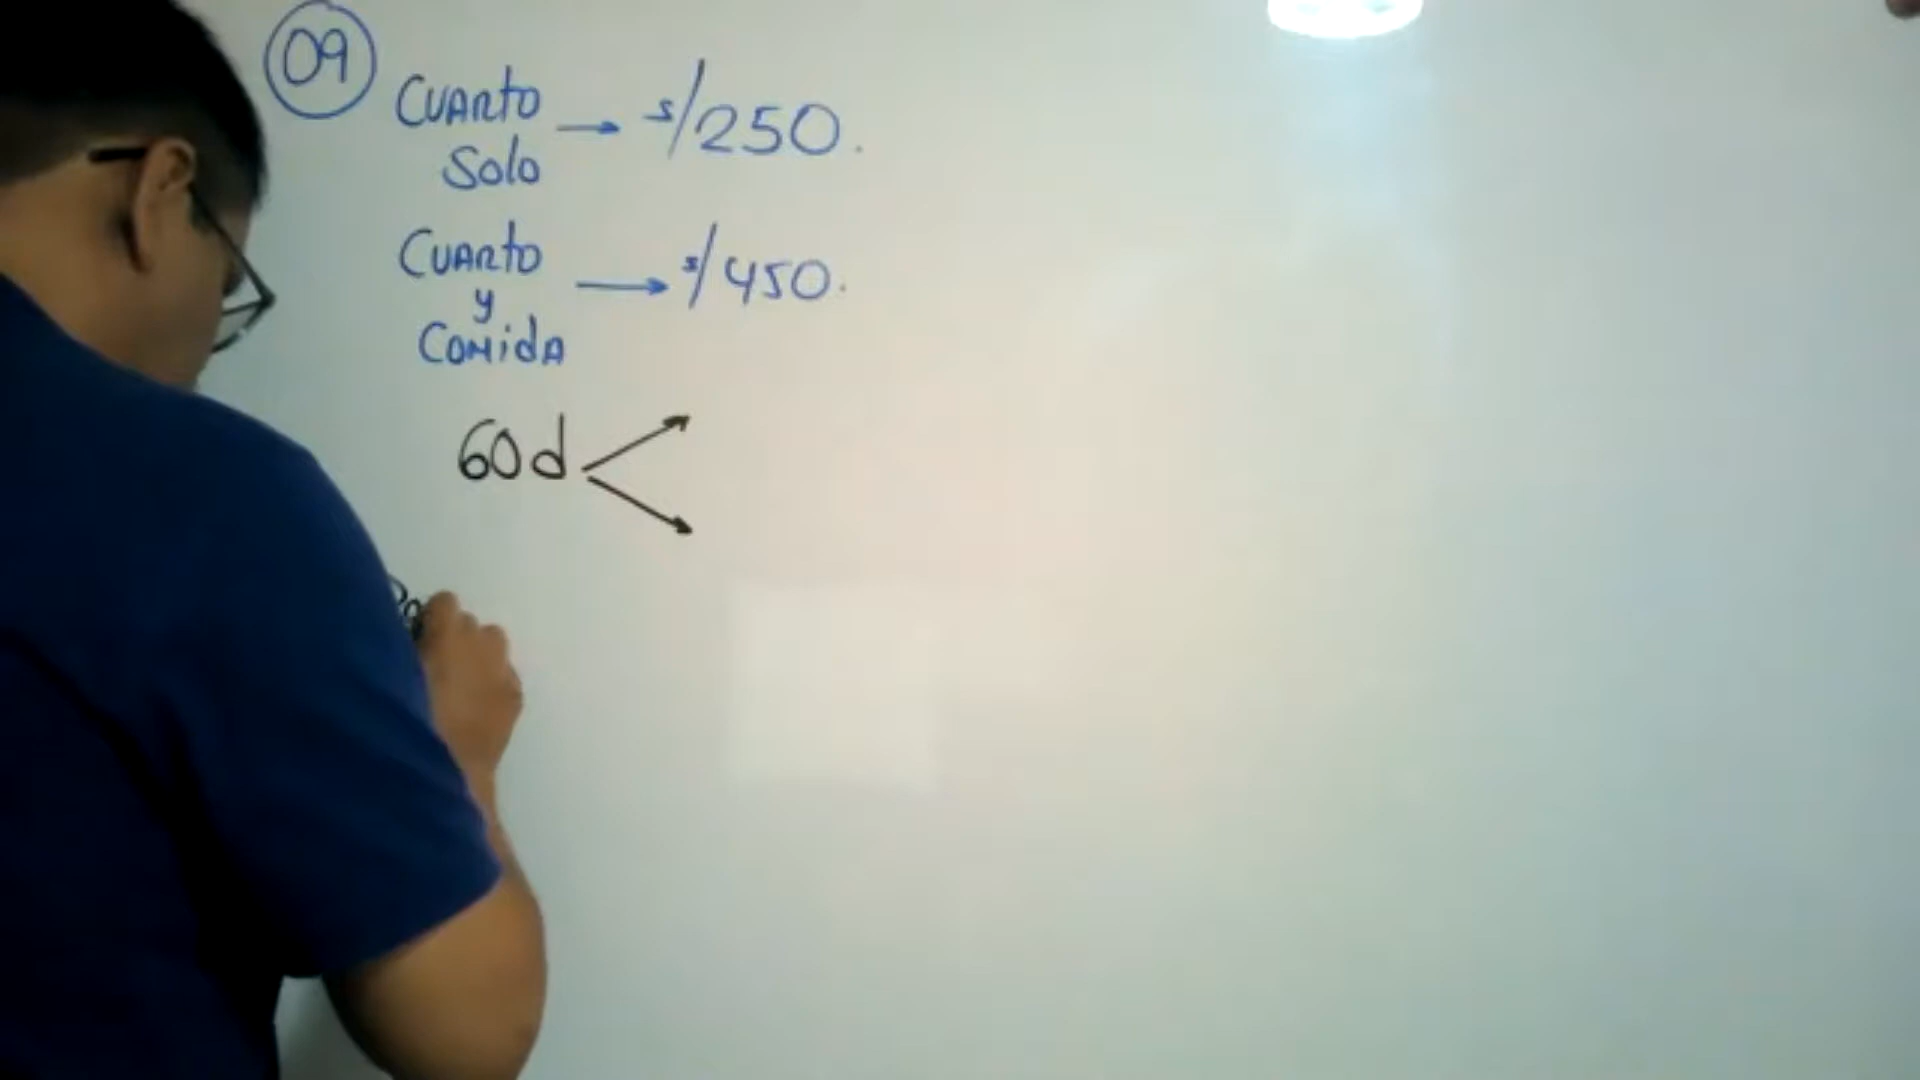 09
CUARTO
Solo → s/250.
CUARTO
y → s/450.
COMIDA
60d